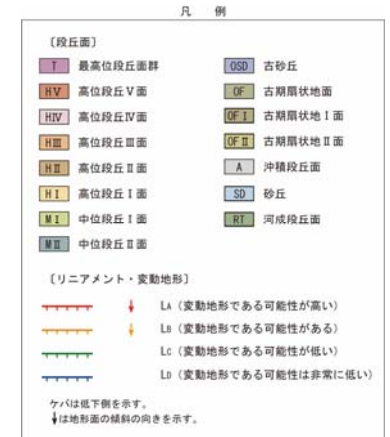 凡 例
〔段丘面〕
T 最高位段丘面群
HⅤ 高位段丘Ⅴ面
HⅣ 高位段丘Ⅳ面
HⅢ 高位段丘Ⅲ面
HⅡ 高位段丘Ⅱ面
HⅠ 高位段丘Ⅰ面
MⅠ 中位段丘Ⅰ面
MⅡ 中位段丘Ⅱ面
OSD 古砂丘
OF 古期扇状地面
OFⅠ 古期扇状地Ⅰ面
OFⅡ 古期扇状地Ⅱ面
A 沖積段丘面
SD 砂丘
RT 河成段丘面
〔リニアメント・変動地形〕
LA（変動地形である可能性が高い）
LB（変動地形である可能性がある）
LC（変動地形である可能性が低い）
LD（変動地形である可能性は非常に低い）
ケバは低下側を示す。
↓は地形面の傾斜の向きを示す。